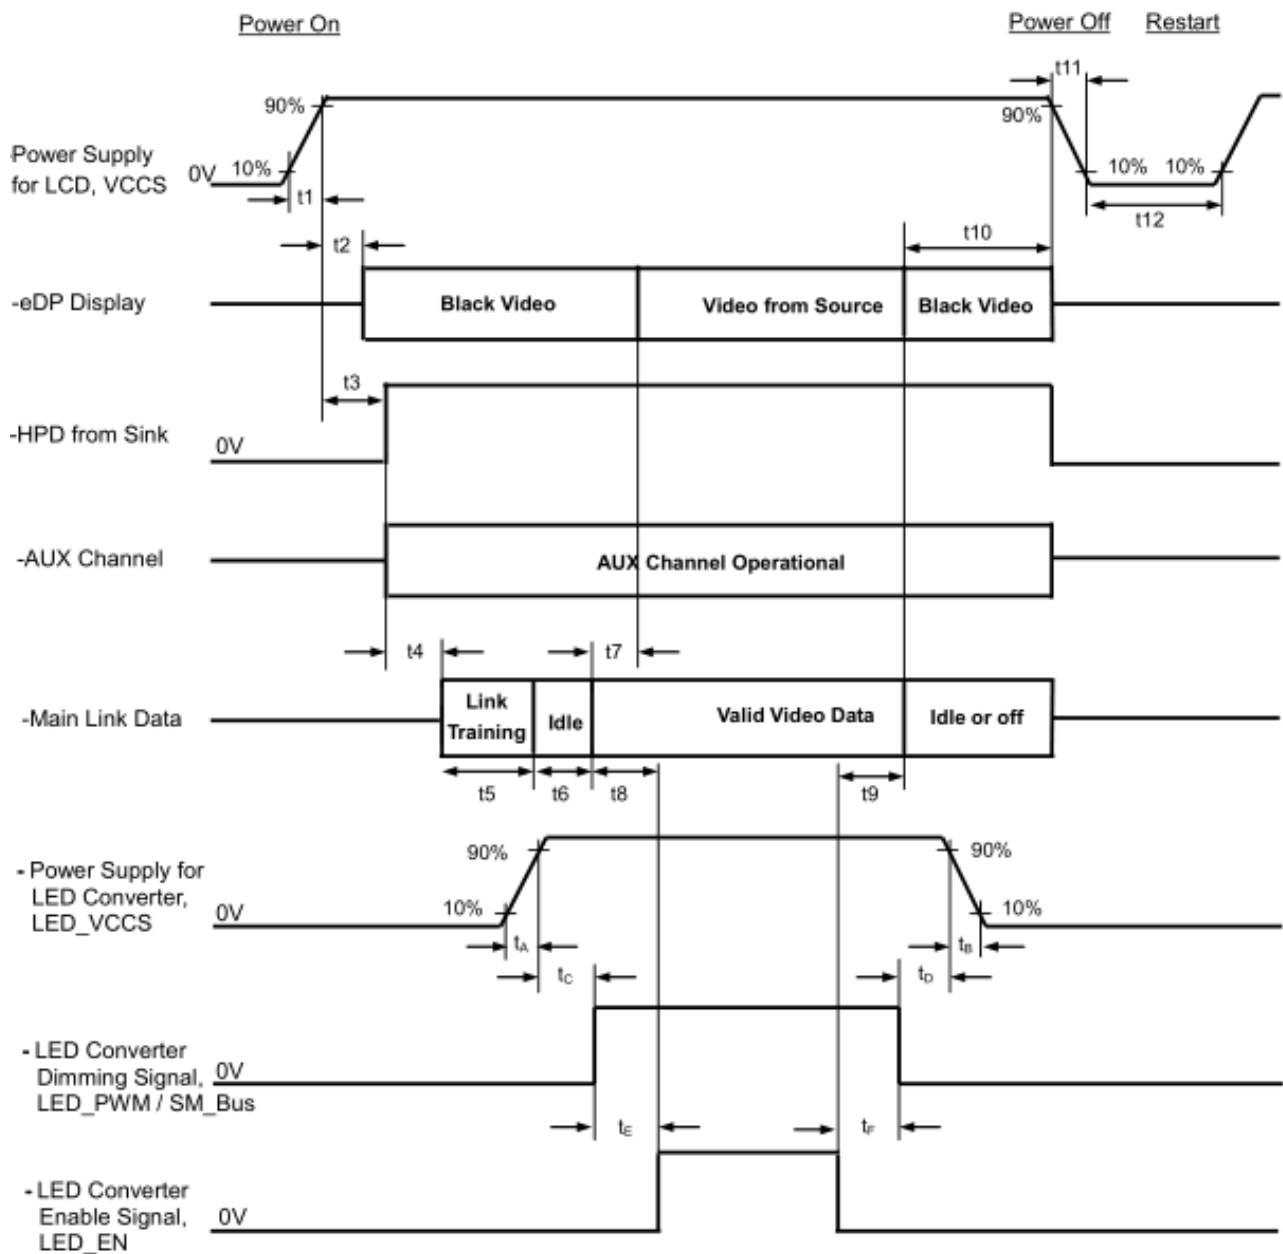 Power On
Power Off
Restart
t11
90%
90%
-Power Supply
for LCD, VCCS
0V
10%
10%
10%
t1
t12
t2
t10
-eDP Display
Black Video
Video from Source
Black Video
t3
-HPD from Sink
0V
-AUX Channel
AUX Channel Operational
t4
t7
-Main Link Data
Link
Training
Idle
Valid Video Data
Idle or off
t5
t6
t8
t9
90%
90%
- Power Supply for
LED Converter,
LED_VCCS
0V
10%
10%
tA
tB
tC
tD
- LED Converter
Dimming Signal,
LED_PWM / SM_Bus
0V
tE
tF
- LED Converter
Enable Signal,
LED_EN
0V